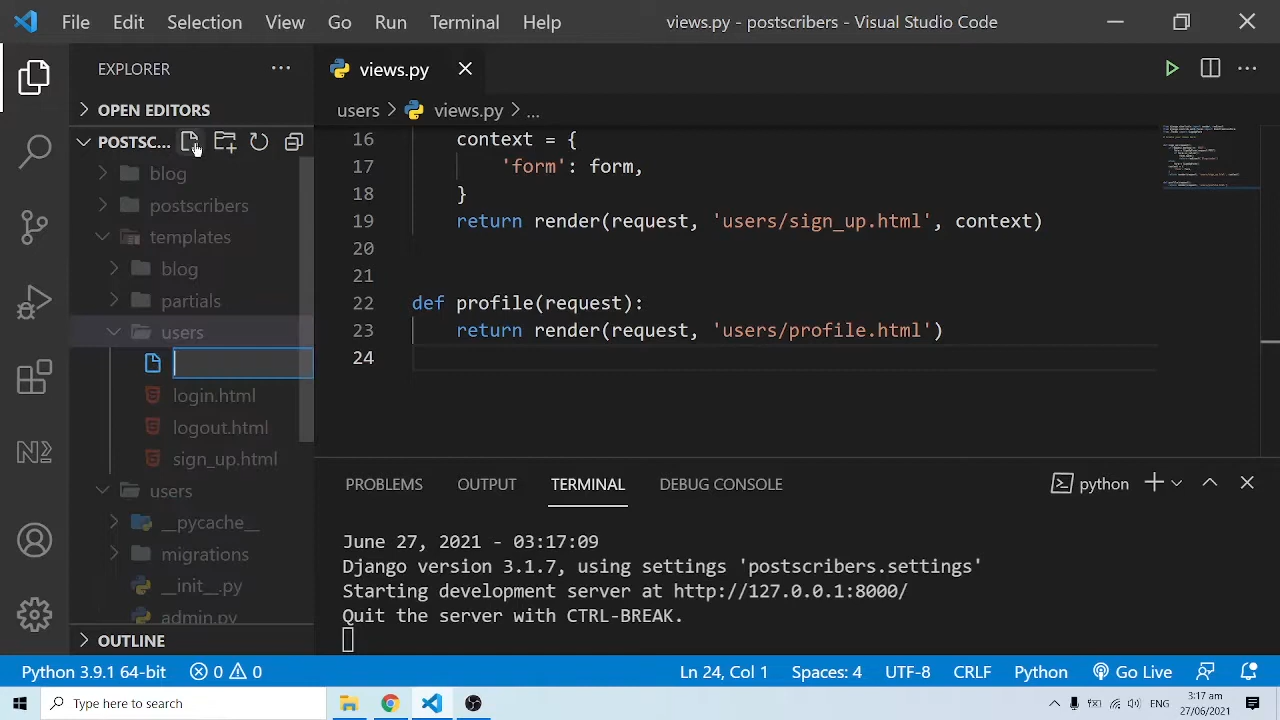 File Edit Selection View Go Run Terminal Help views.py - postscribers - Visual Studio Code
EXPLORER
views.py
OPEN EDITORS
users > views.py > ...
POSTSC...
blog
postscribers
templates
blog
partials
users
login.html
logout.html
sign_up.html
users
__pycache__
migrations
__init__.py
admin.py
OUTLINE
16 context = {
17 'form': form,
18 }
19 return render(request, 'users/sign_up.html', context)
20
21
22 def profile(request):
23 return render(request, 'users/profile.html')
24
PROBLEMS OUTPUT TERMINAL DEBUG CONSOLE python
June 27, 2021 - 03:17:09
Django version 3.1.7, using settings 'postscribers.settings'
Starting development server at http://127.0.0.1:8000/
Quit the server with CTRL-BREAK.
Python 3.9.1 64-bit 0 0 Ln 24, Col 1 Spaces: 4 UTF-8 CRLF Python Go Live
Type here to search ENG 3:17 am
27/06/2021